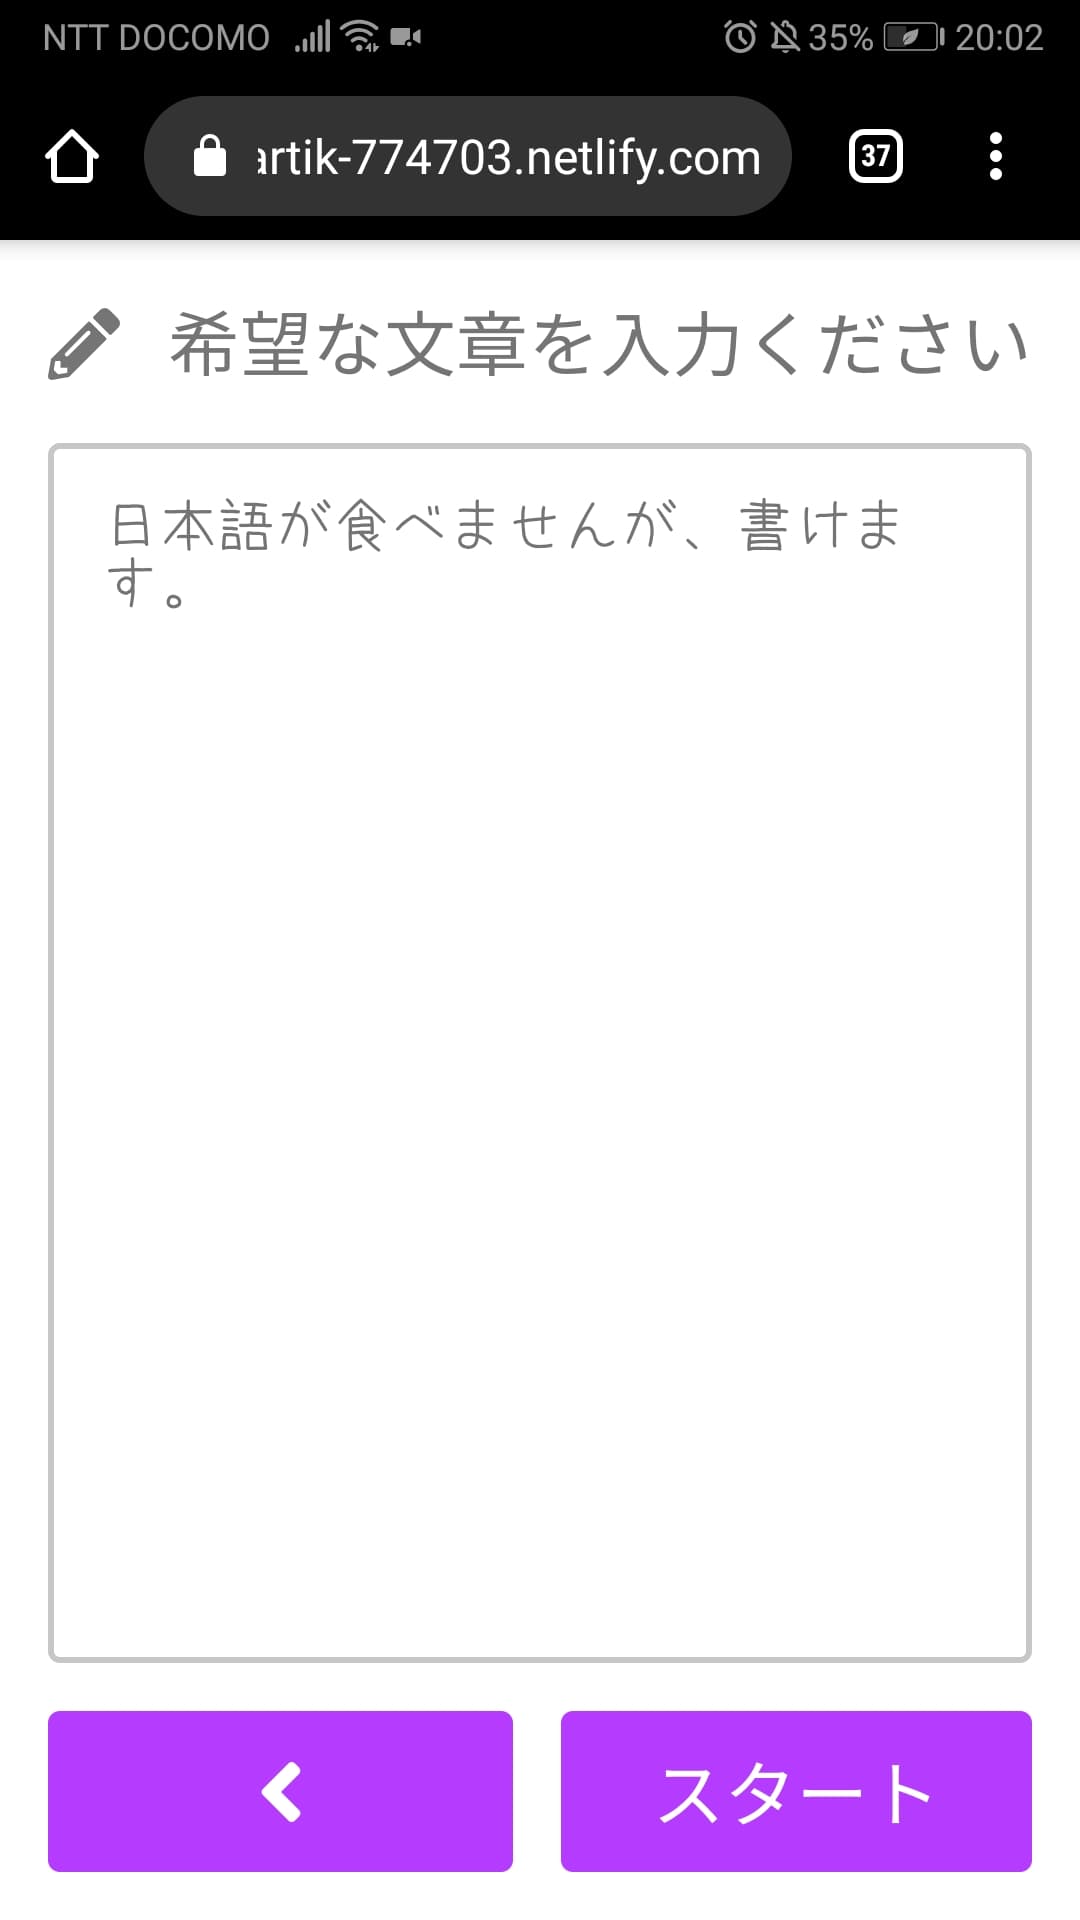 NTT DOCOMO 35% 20:02
artik-774703.netlify.com 37
希望な文章を入力ください
日本語が食べませんが、書けま
す。
スタート